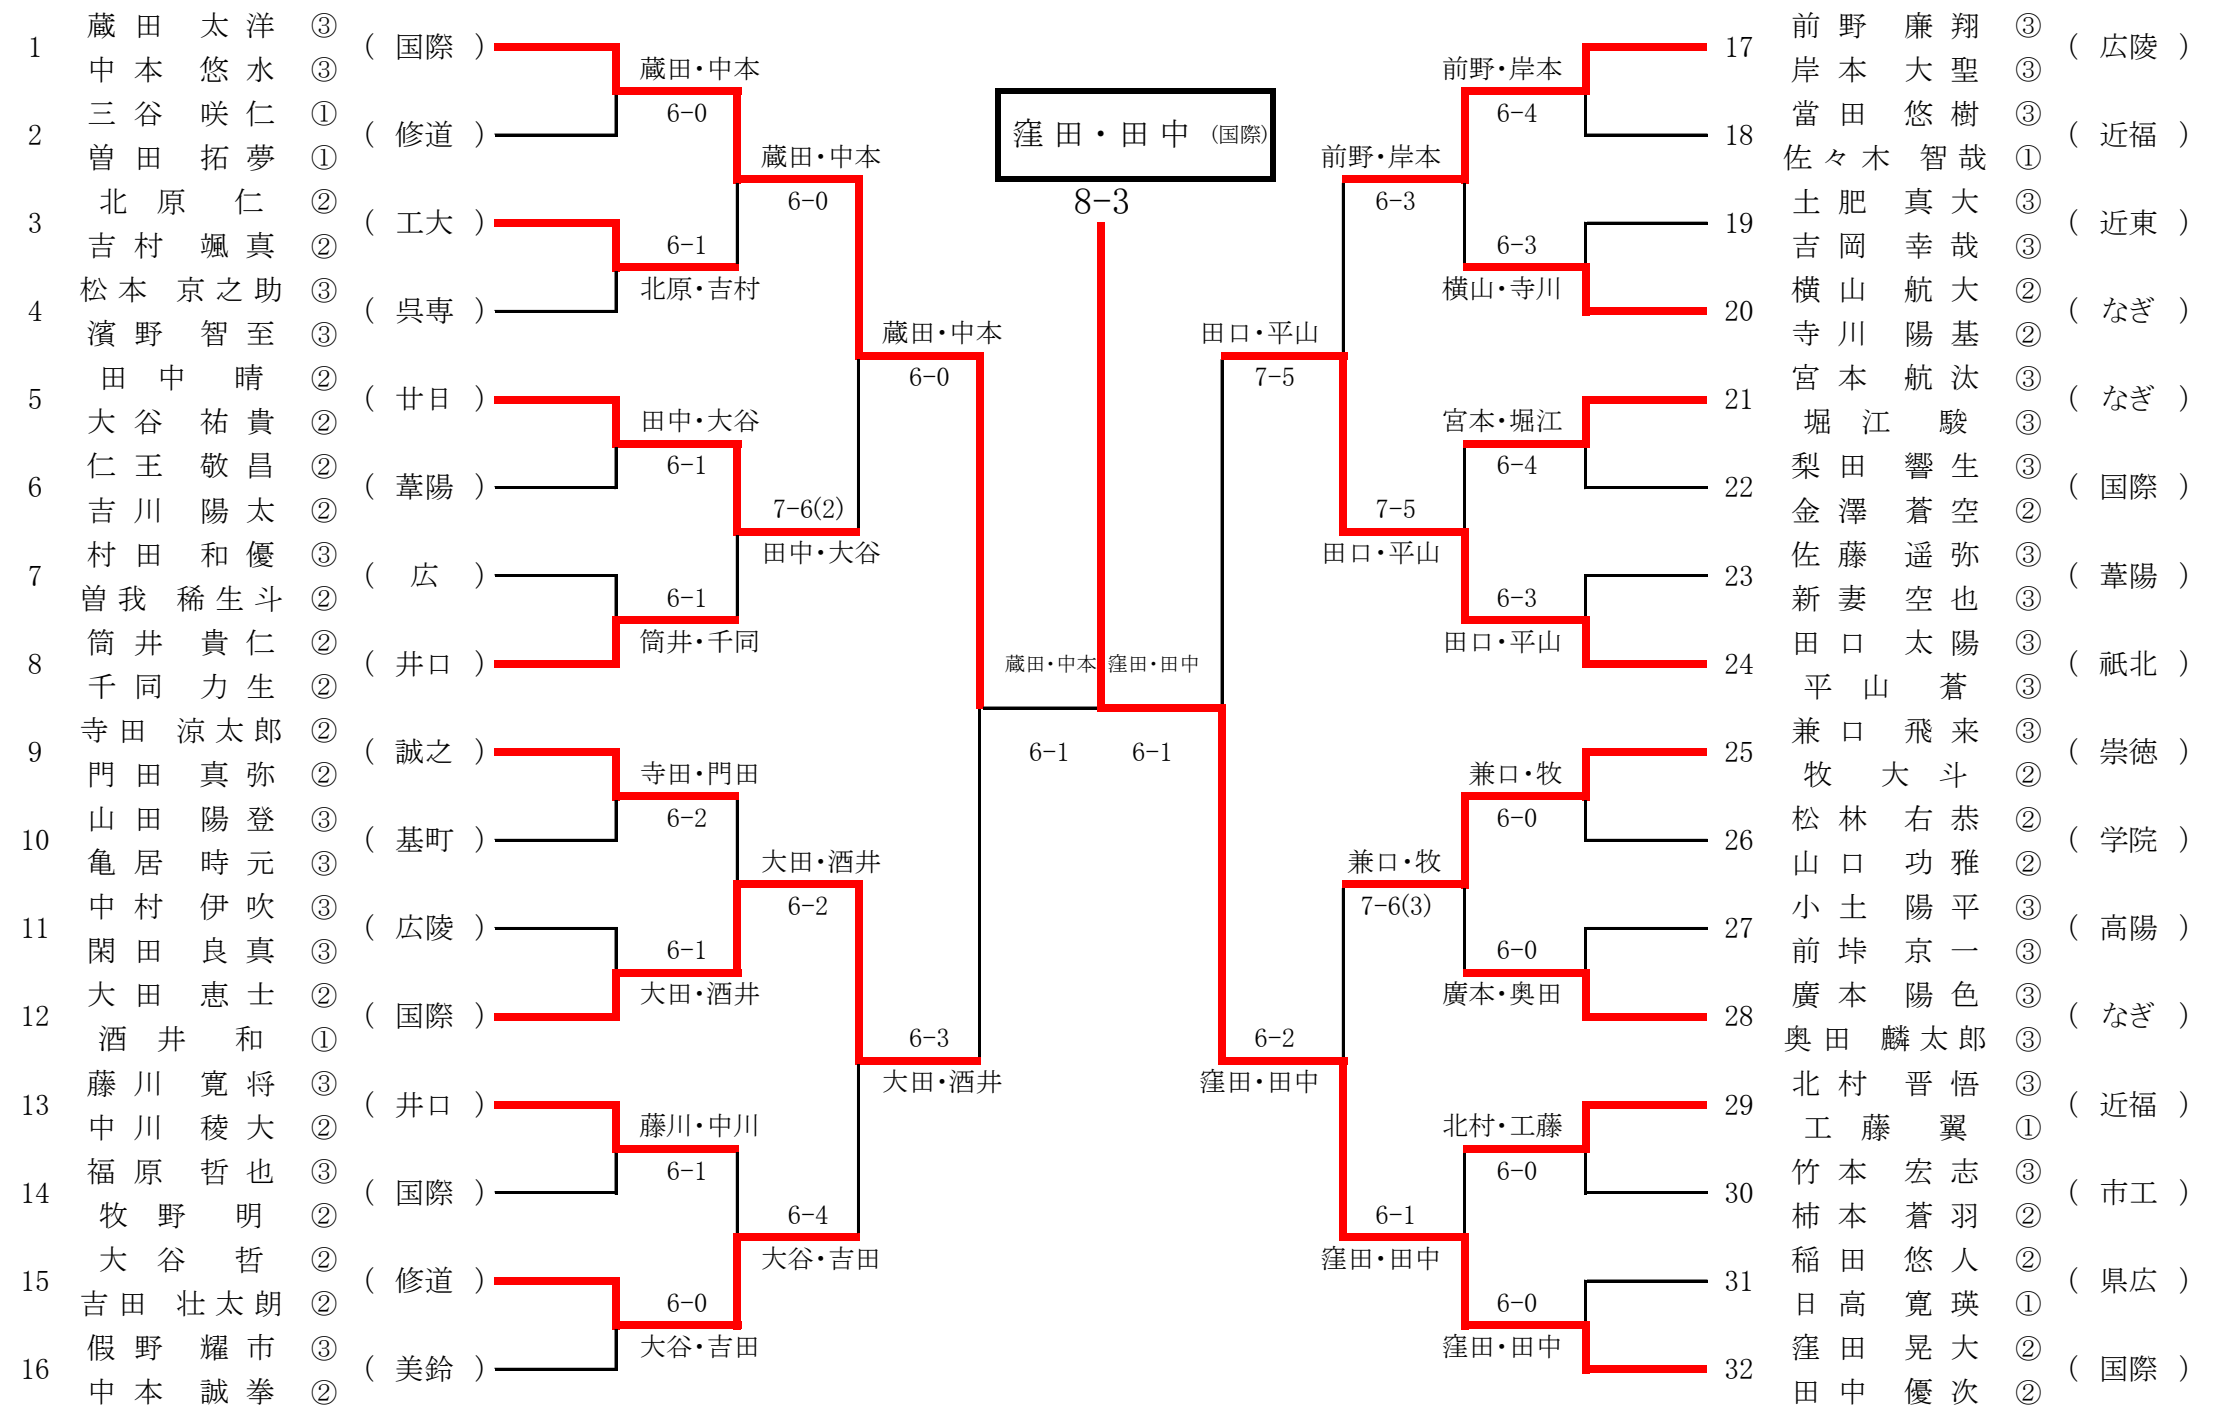 1 蔵田 太洋 ③ ( 国際 )
中本 悠水 ③
2 三谷 咲仁 ① ( 修道 )
曽田 拓夢 ①
3 北原 仁 ② ( 工大 )
吉村 颯真 ②
4 松本 京之助 ③ ( 呉専 )
濱野 智至 ③
5 田中 晴 ② ( 廿日 )
大谷 祐貴 ②
6 仁王 敬昌 ② ( 葦陽 )
吉川 陽太 ②
7 村田 和優 ③ ( 広 )
曽我 稀生斗 ②
8 筒井 貴仁 ② ( 井口 )
千同 力生 ②
9 寺田 涼太郎 ② ( 誠之 )
門田 真弥 ②
10 山田 陽登 ③ ( 基町 )
亀居 時元 ③
11 中村 伊吹 ③ ( 広陵 )
閑田 良真 ③
12 大田 恵士 ② ( 国際 )
酒井 和 ①
13 藤川 寛将 ③ ( 井口 )
中川 稜大 ②
14 福原 哲也 ③ ( 国際 )
牧野 明 ②
15 大谷 哲 ② ( 修道 )
吉田 壮太朗 ②
16 假野 耀市 ③ ( 美鈴 )
中本 誠拳 ②
蔵田・中本
6-0
6-1
北原・吉村
田中・大谷
6-1
6-1
筒井・千同
寺田・門田
6-2
6-1
大田・酒井
藤川・中川
6-1
6-0
大谷・吉田
蔵田・中本
6-0
7-6(2)
田中・大谷
大田・酒井
6-2
6-4
大谷・吉田
蔵田・中本
6-0
6-3
大田・酒井
窪田・田中 (国際)
8-3
蔵田・中本 窪田・田中
6-1 6-1
田口・平山
7-5
6-2
窪田・田中
前野・岸本
6-3
7-5
田口・平山
兼口・牧
7-6(3)
6-1
窪田・田中
前野・岸本
6-4
6-3
横山・寺川
宮本・堀江
6-4
6-3
田口・平山
兼口・牧
6-0
6-0
廣本・奥田
北村・工藤
6-0
6-0
窪田・田中
17 前野 廉翔 ③ ( 広陵 )
岸本 大聖 ③
18 當田 悠樹 ③ ( 近福 )
佐々木 智哉 ①
19 土肥 真大 ③ ( 近東 )
吉岡 幸哉 ③
20 横山 航大 ② ( なぎ )
寺川 陽基 ②
21 宮本 航汰 ③ ( なぎ )
堀江 駿 ③
22 梨田 響生 ③ ( 国際 )
金澤 蒼空 ②
23 佐藤 遥弥 ③ ( 葦陽 )
新妻 空也 ③
24 田口 太陽 ③ ( 祇北 )
平山 蒼 ③
25 兼口 飛来 ③ ( 崇徳 )
牧 大斗 ②
26 松林 右恭 ② ( 学院 )
山口 功雅 ②
27 小土 陽平 ③ ( 高陽 )
前垰 京一 ③
28 廣本 陽色 ③ ( なぎ )
奥田 麟太郎 ③
29 北村 晋悟 ③ ( 近福 )
工藤 翼 ①
30 竹本 宏志 ③ ( 市工 )
柿本 蒼羽 ②
31 稲田 悠人 ② ( 県広 )
日高 寛瑛 ①
32 窪田 晃大 ② ( 国際 )
田中 優次 ②